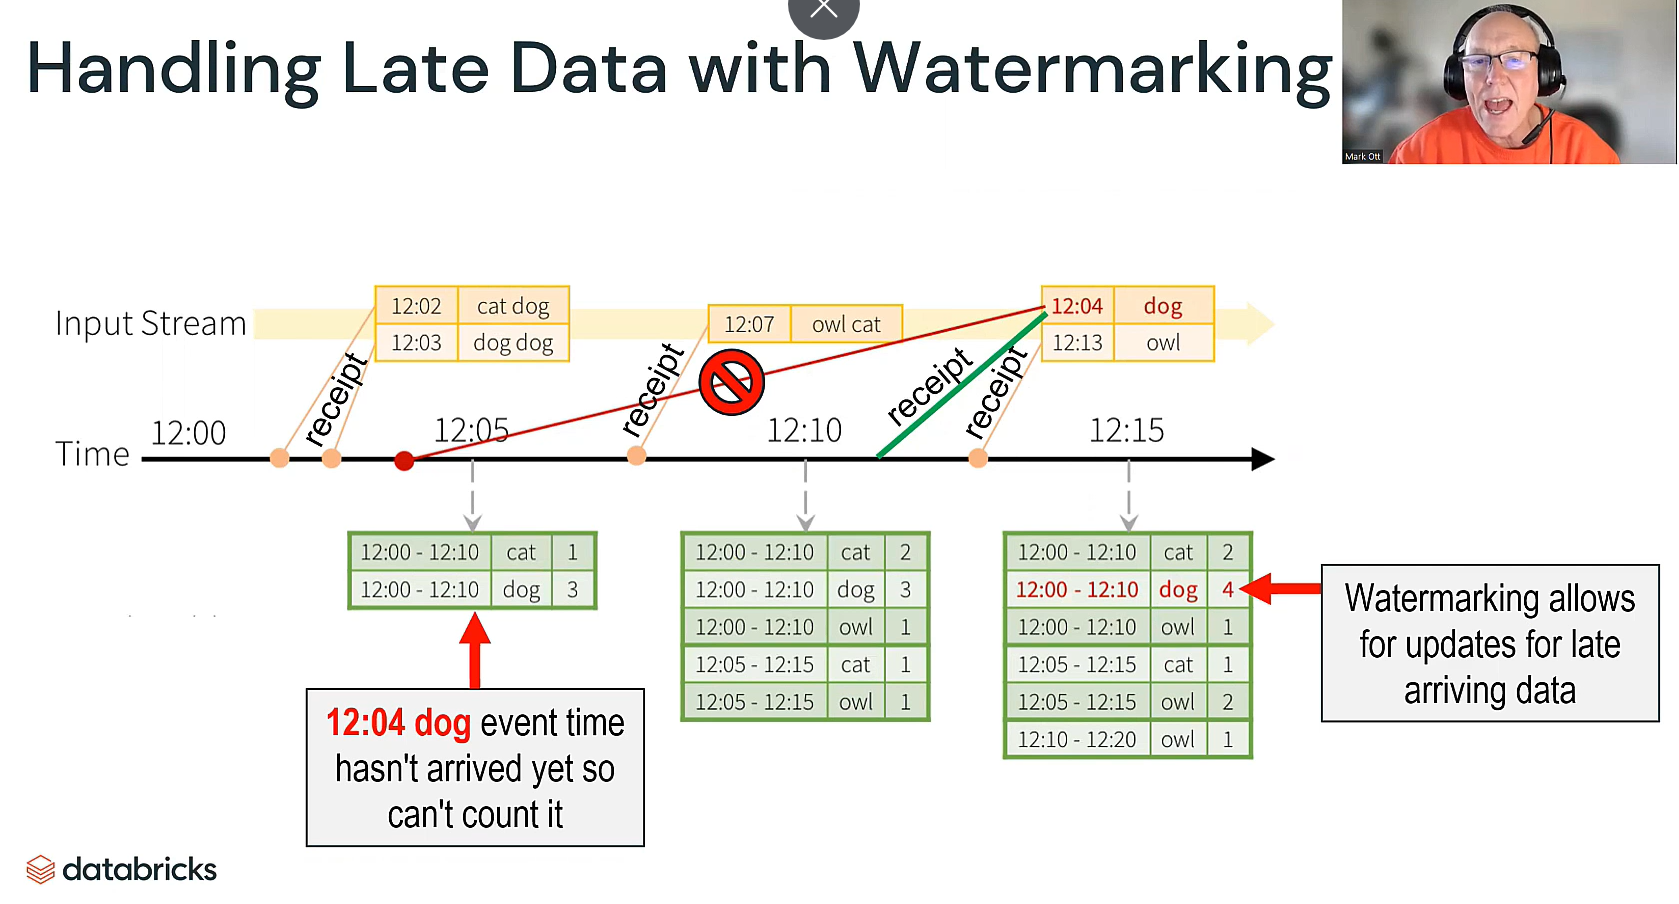 Handling Late Data with Watermarking
Mark Ott
Input Stream
12:02 cat dog
12:03 dog dog
12:07 owl cat
12:04 dog
12:13 owl
receipt
receipt
receipt
receipt
12:00
12:05
12:10
12:15
Time
12:00 - 12:10 cat 1
12:00 - 12:10 dog 3
12:00 - 12:10 cat 2
12:00 - 12:10 dog 3
12:00 - 12:10 owl 1
12:05 - 12:15 cat 1
12:05 - 12:15 owl 1
12:00 - 12:10 cat 2
12:00 - 12:10 dog 4
12:00 - 12:10 owl 1
12:05 - 12:15 cat 1
12:05 - 12:15 owl 2
12:10 - 12:20 owl 1
Watermarking allows
for updates for late
arriving data
12:04 dog event time
hasn't arrived yet so
can't count it
databricks